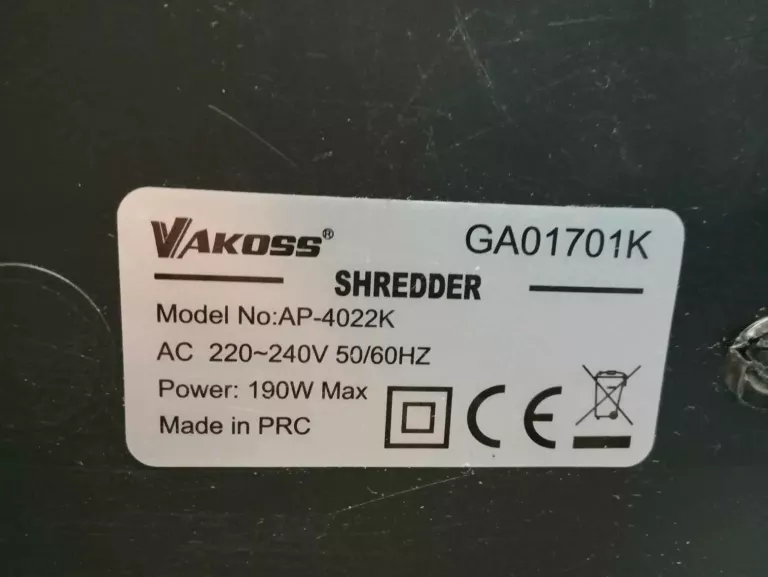 VAKOSS® GA01701K
SHREDDER
Model No:AP-4022K
AC 220~240V 50/60HZ
Power: 190W Max
Made in PRC CE